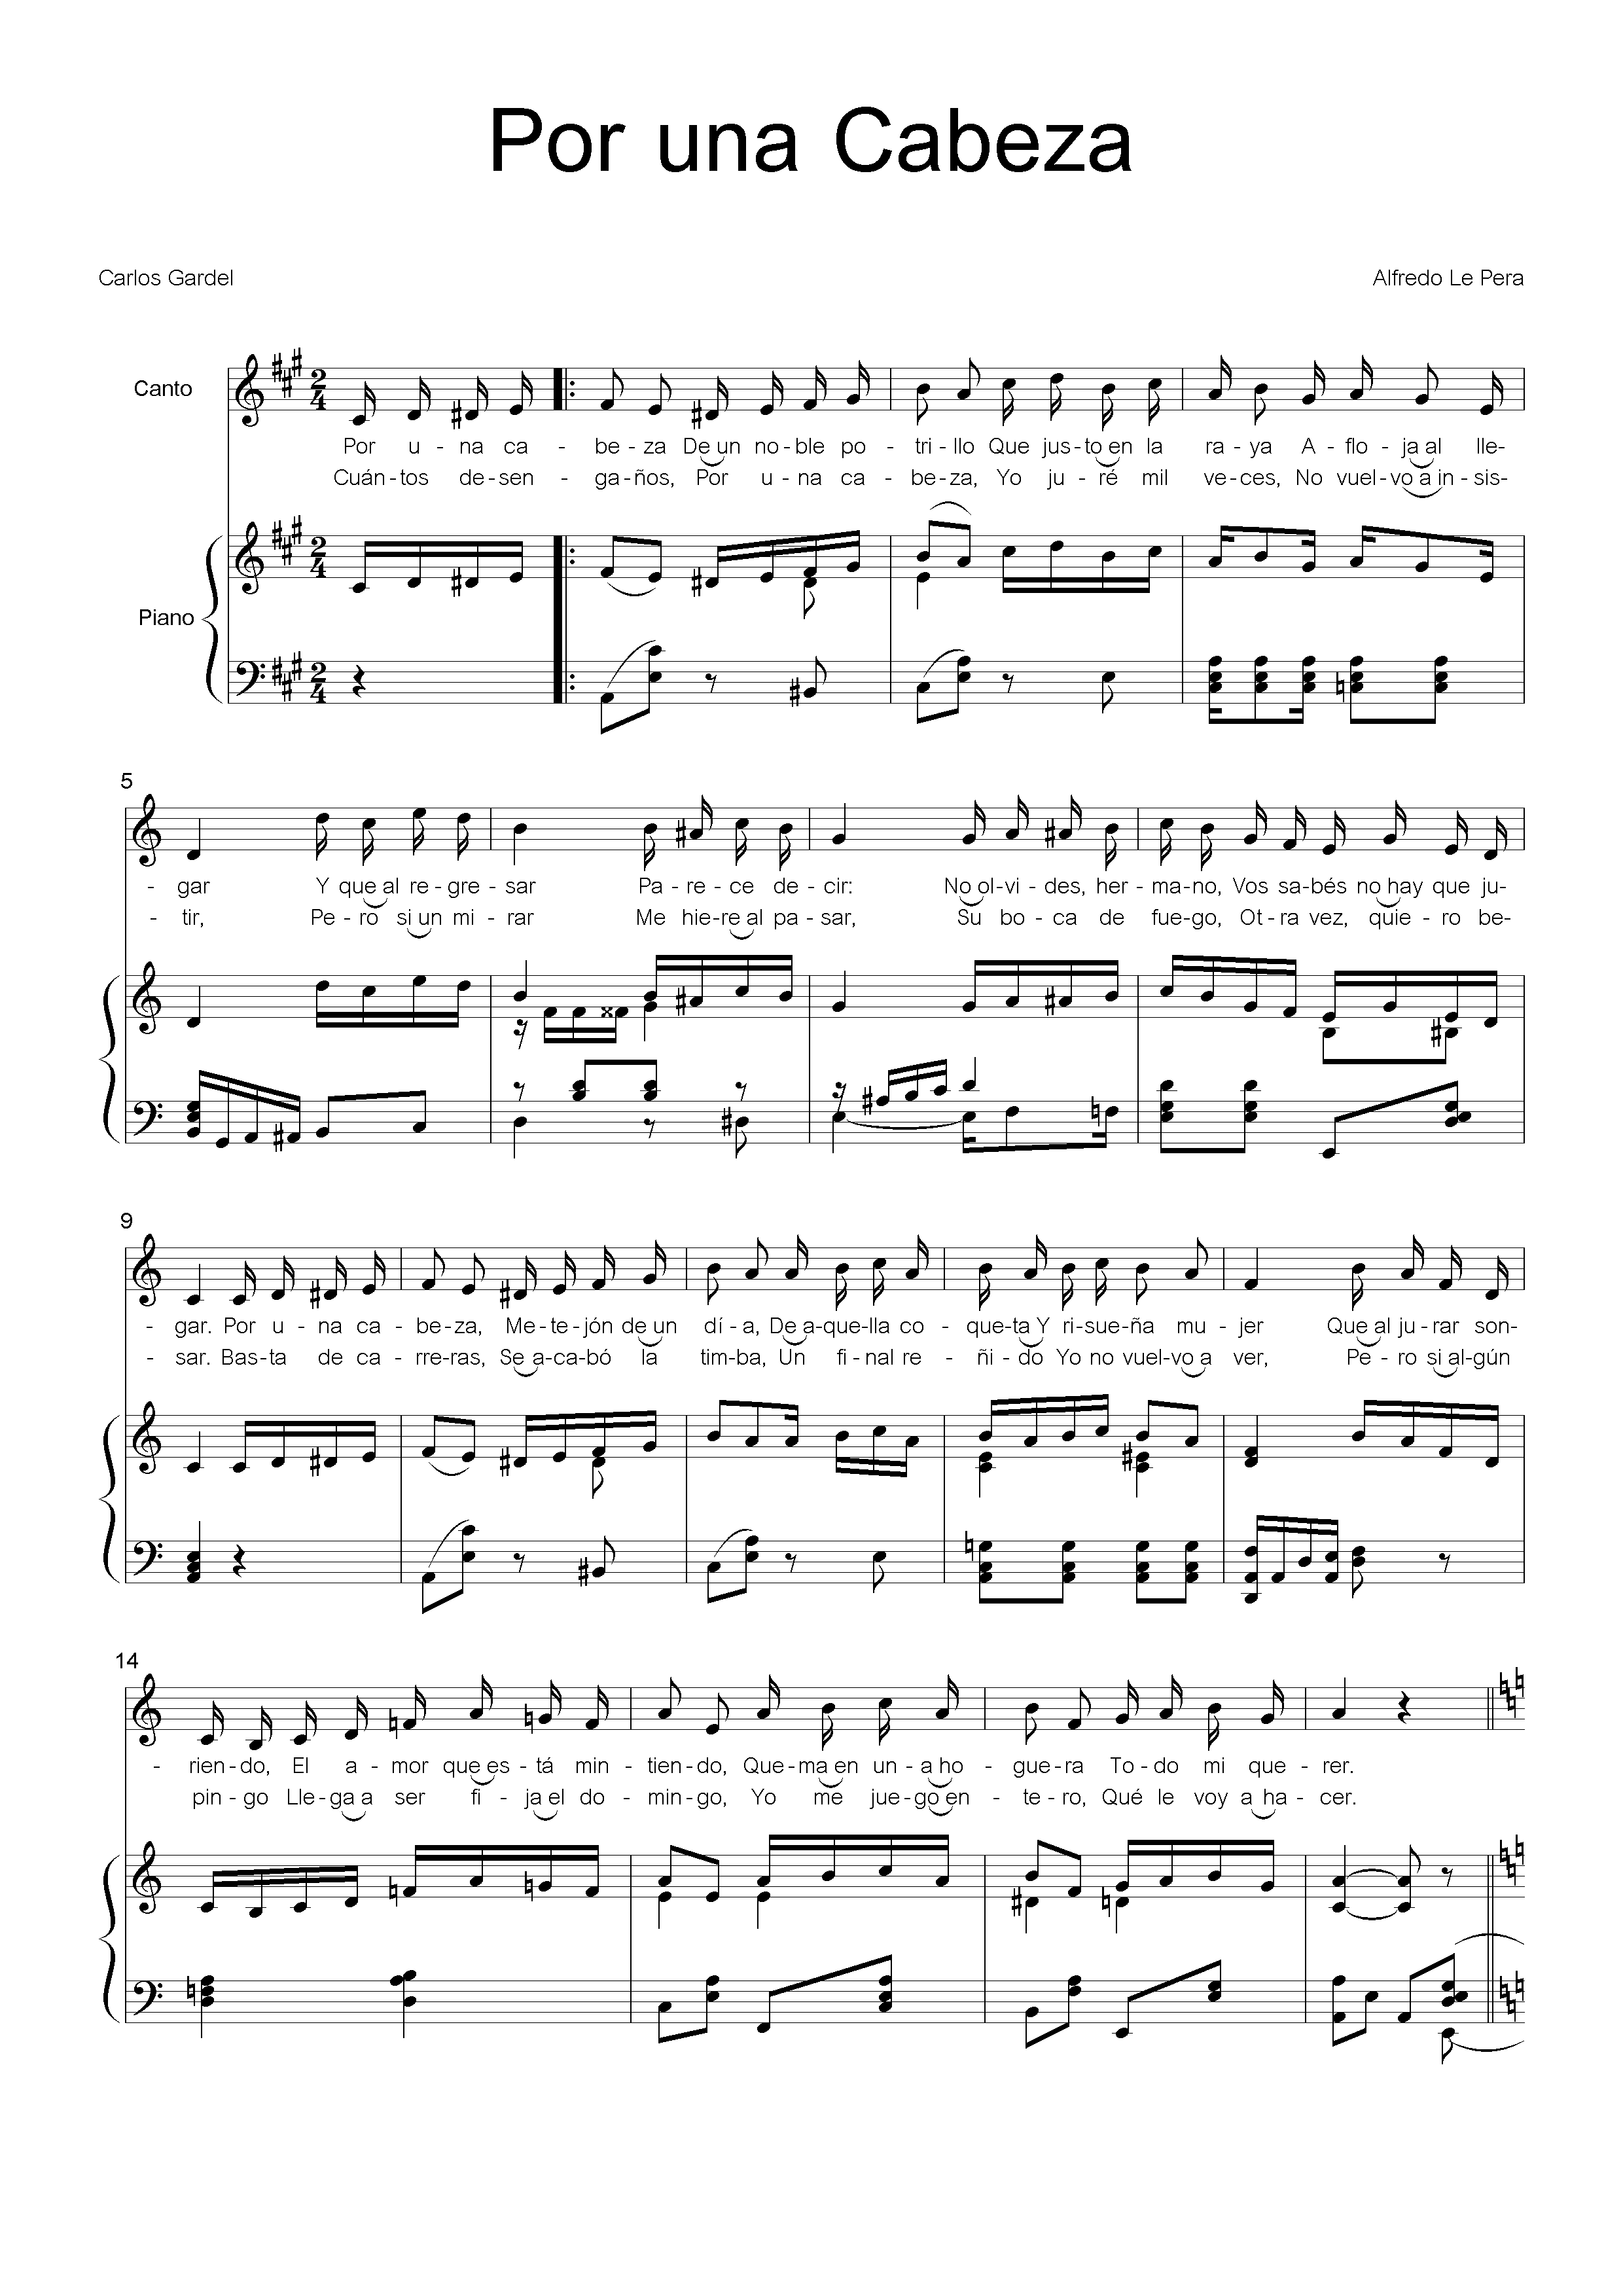 Por una Cabeza
Carlos Gardel
Alfredo Le Pera
Canto
Por u - na ca - be - za De un no - ble po - tri - llo Que jus - to en la ra - ya A - flo - ja al lle-
Cuán - tos de - sen - ga - ños, Por u - na ca - be - za, Yo ju - ré mil ve - ces, No vuel - vo a in - sis-
Piano
5
- gar Y que al re - gre - sar Pa - re - ce de - cir: No ol - vi - des, her - ma - no, Vos sa - bés no hay que ju-
- tir, Pe - ro si un mi - rar Me hie - re al pa - sar, Su bo - ca de fue - go, Ot - ra vez, quie - ro be-
9
- gar. Por u - na ca - be - za, Me - te - jón de un dí - a, De a - que - lla co - que - ta Y ri - sue - ña mu - jer Que al ju - rar son-
- sar. Bas - ta de ca - rre - ras, Se a - ca - bó la tim - ba, Un fi - nal re - ñi - do Yo no vuel - vo a ver, Pe - ro si al - gún
14
- rien - do, El a - mor que es - tá min - tien - do, Que - ma en un - a ho - gue - ra To - do mi que - rer.
pin - go Lle - ga a ser fi - ja el do - min - go, Yo me jue - go en - te - ro, Qué le voy a ha - cer.